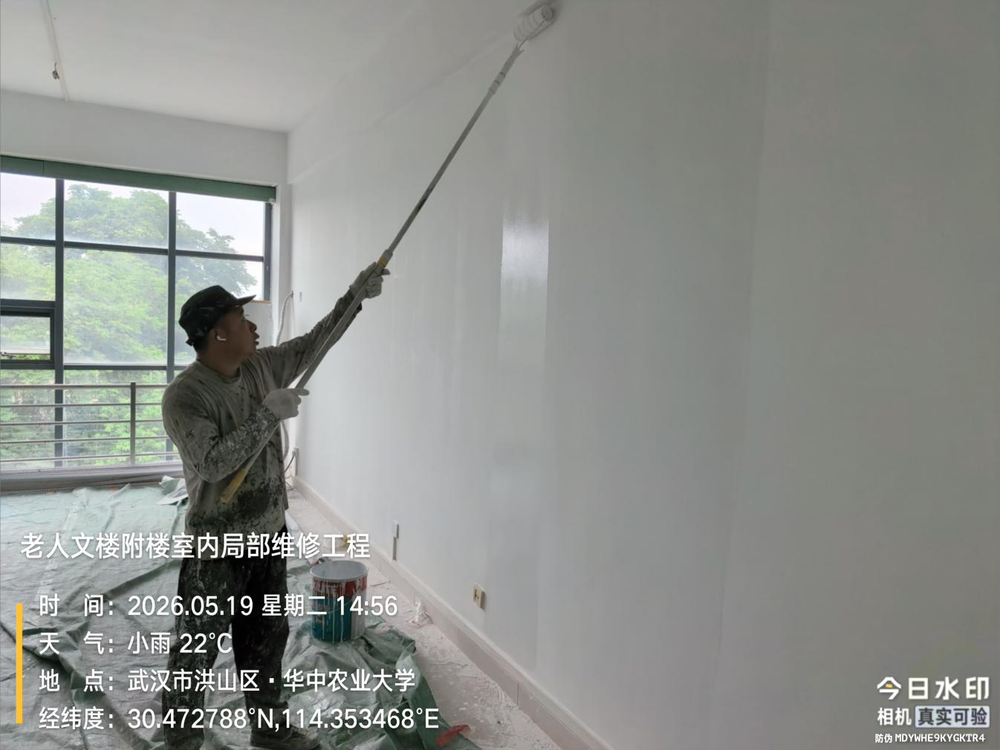 老人文楼附楼室内局部维修工程
时 间：2026.05.19 星期二 14:56
天 气：小雨 22°C
地 点：武汉市洪山区·华中农业大学
经纬度：30.472788°N,114.353468°E
今日水印
相机 真实可验
防伪 MDYWHE9KYGKTR4